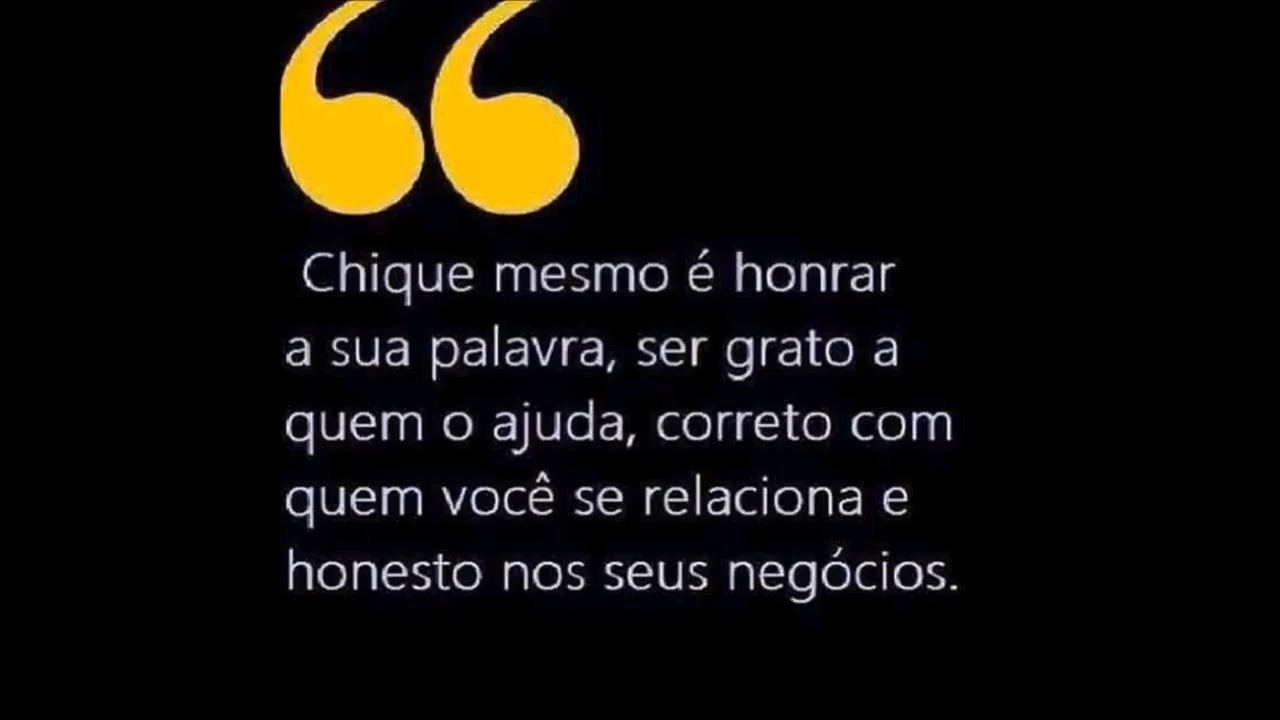 Chique mesmo é honrar
a sua palavra, ser grato a
quem o ajuda, correto com
quem você se relaciona e
honesto nos seus negócios.